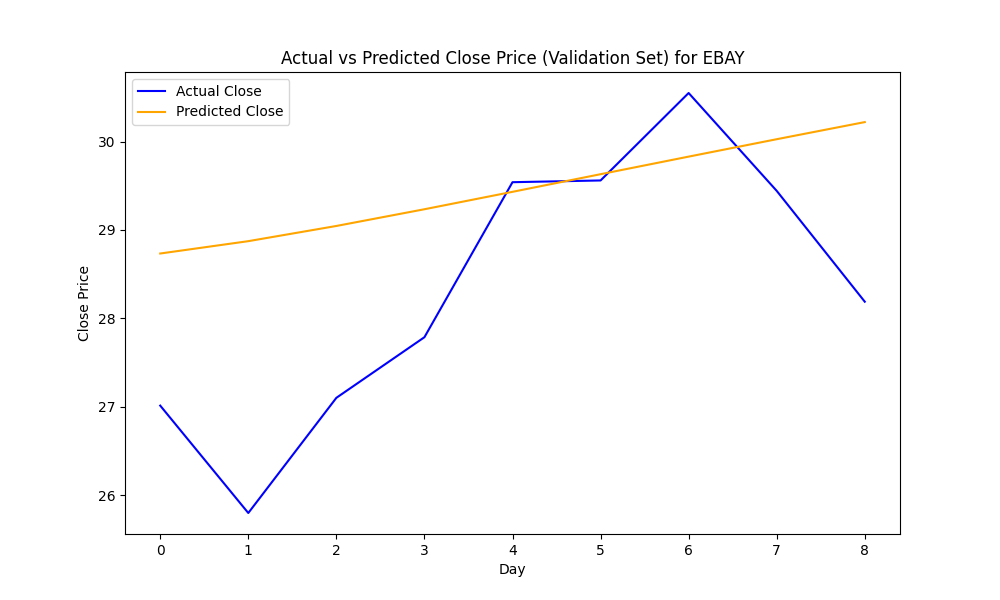 Actual vs Predicted Close Price (Validation Set) for EBAY
Actual Close
Predicted Close
Close Price
30
29
28
27
26
0 1 2 3 4 5 6 7 8
Day